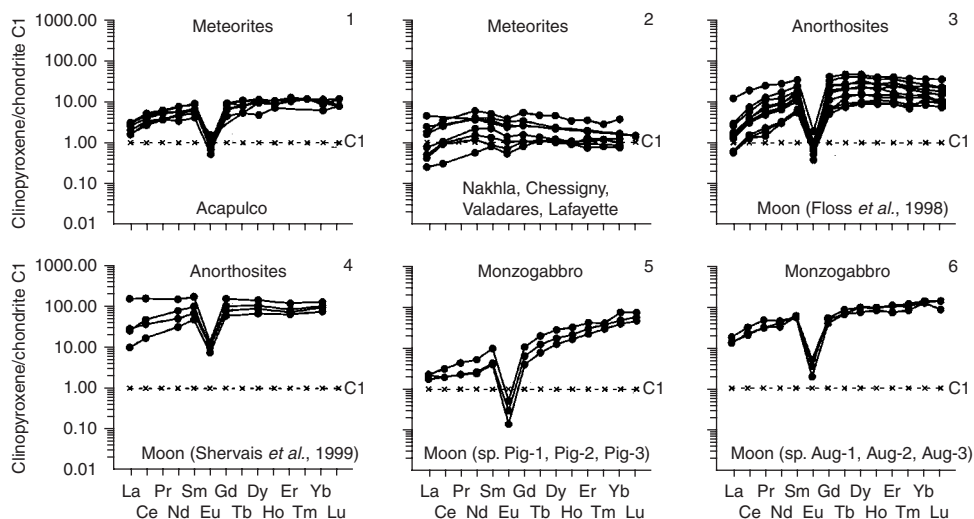 Clinopyroxene/chondrite C1
1000.00
100.00
10.00
1.00
0.10
0.01
Meteorites
1
C1
Acapulco
Meteorites
2
C1
Nakhla, Chessigny,
Valadares, Lafayette
Anorthosites
3
C1
Moon (Floss et al., 1998)
Clinopyroxene/chondrite C1
1000.00
100.00
10.00
1.00
0.10
0.01
Anorthosites
4
C1
Moon (Shervais et al., 1999)
Monzogabbro
5
C1
Moon (sp. Pig-1, Pig-2, Pig-3)
Monzogabbro
6
C1
Moon (sp. Aug-1, Aug-2, Aug-3)
La Pr Sm Gd Dy Er Yb
Ce Nd Eu Tb Ho Tm Lu
La Pr Sm Gd Dy Er Yb
Ce Nd Eu Tb Ho Tm Lu
La Pr Sm Gd Dy Er Yb
Ce Nd Eu Tb Ho Tm Lu